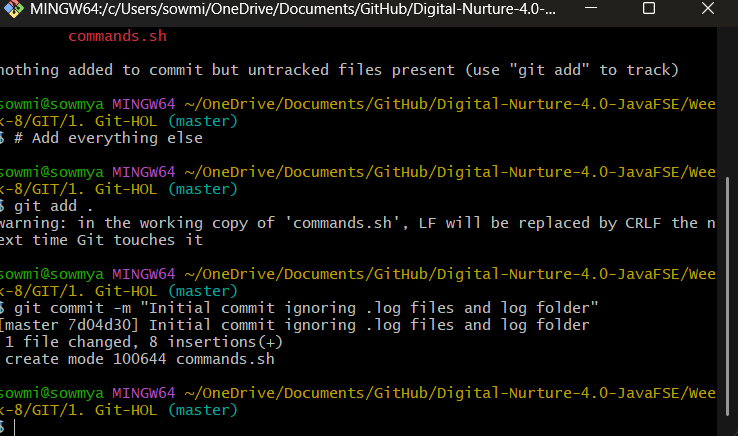 MINGW64:/c/Users/sowmi/OneDrive/Documents/GitHub/Digital-Nurture-4.0-...
commands.sh
nothing added to commit but untracked files present (use "git add" to track)
sowmi@sowmya MINGW64 ~/OneDrive/Documents/GitHub/Digital-Nurture-4.0-JavaFSE/Wee
k-8/GIT/1. Git-HOL (master)
$ # Add everything else
sowmi@sowmya MINGW64 ~/OneDrive/Documents/GitHub/Digital-Nurture-4.0-JavaFSE/Wee
k-8/GIT/1. Git-HOL (master)
$ git add .
warning: in the working copy of 'commands.sh', LF will be replaced by CRLF the n
ext time Git touches it
sowmi@sowmya MINGW64 ~/OneDrive/Documents/GitHub/Digital-Nurture-4.0-JavaFSE/Wee
k-8/GIT/1. Git-HOL (master)
$ git commit -m "Initial commit ignoring .log files and log folder"
[master 7d04d30] Initial commit ignoring .log files and log folder
1 file changed, 8 insertions(+)
create mode 100644 commands.sh
sowmi@sowmya MINGW64 ~/OneDrive/Documents/GitHub/Digital-Nurture-4.0-JavaFSE/Wee
k-8/GIT/1. Git-HOL (master)
$